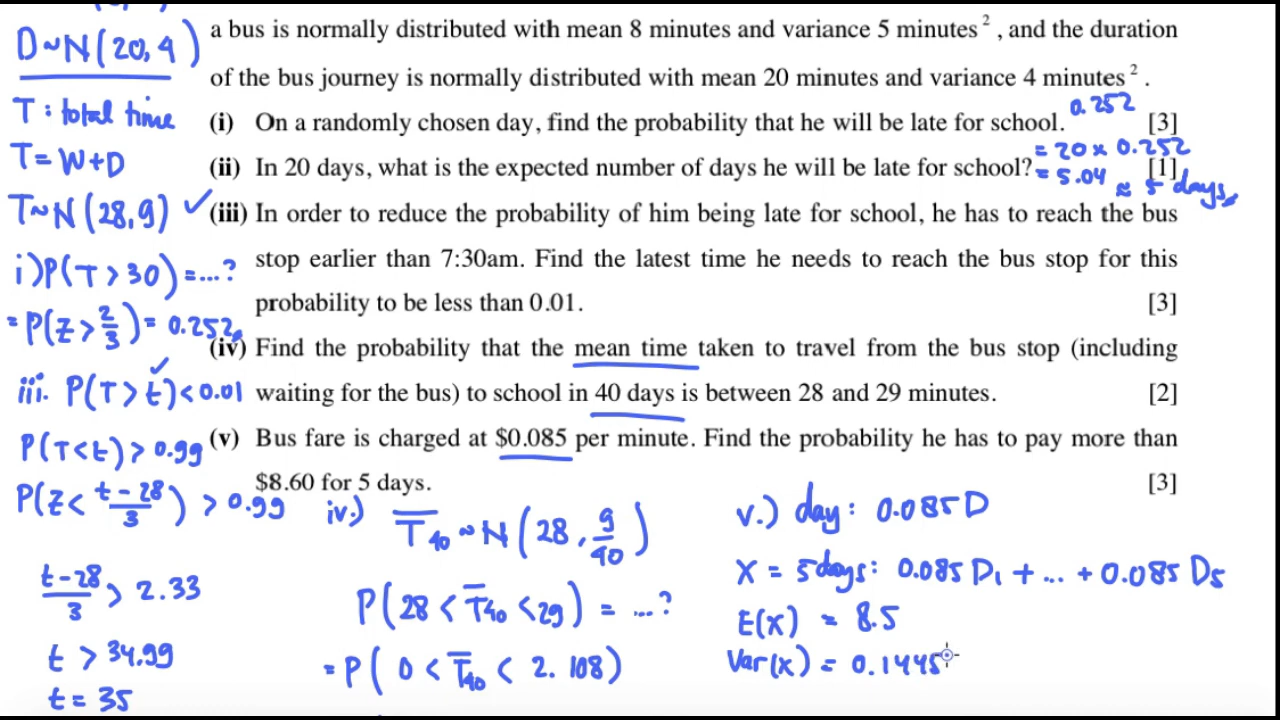 D~N(20,4)
a bus is normally distributed with mean 8 minutes and variance 5 minutes², and the duration
of the bus journey is normally distributed with mean 20 minutes and variance 4 minutes².
T : total time
T = W+D
T~N(28,9) ✓
(i) On a randomly chosen day, find the probability that he will be late for school. [3]
0.252
(ii) In 20 days, what is the expected number of days he will be late for school? [1]
= 20 x 0.252
= 5.04 ≈ 5 days
(iii) In order to reduce the probability of him being late for school, he has to reach the bus
stop earlier than 7:30am. Find the latest time he needs to reach the bus stop for this
probability to be less than 0.01. [3]
(iv) Find the probability that the mean time taken to travel from the bus stop (including
waiting for the bus) to school in 40 days is between 28 and 29 minutes. [2]
(v) Bus fare is charged at $0.085 per minute. Find the probability he has to pay more than
$8.60 for 5 days. [3]
i) P(T > 30) = ...?
= P(Z > 2/3) = 0.252
iii. P(T > t) < 0.01
✓
P(T < t) > 0.99
P(Z < t-28/3) > 0.99
t-28/3 > 2.33
t > 34.99
t = 35
iv.) T̅40 ~ N(28, 9/40)
P(28 < T̅40 < 29) = ...?
= P(0 < T̅40 < 2.108)
v.) day : 0.085 D
X = 5 days : 0.085 D1 + ... + 0.085 D5
E(X) = 8.5
Var(X) = 0.1445